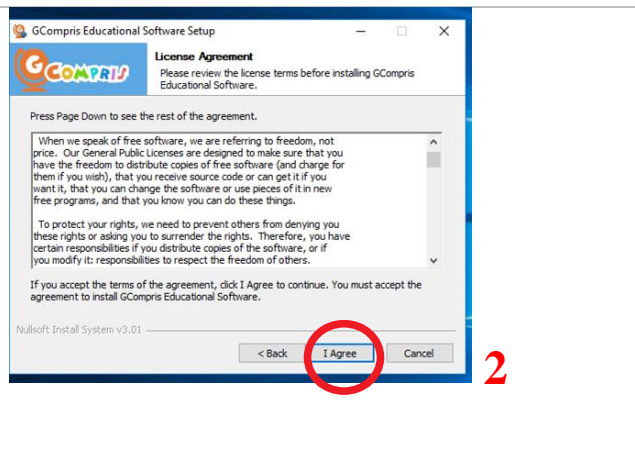 GCompris Educational Software Setup
GCOMPRIS
License Agreement
Please review the license terms before installing GCompris
Educational Software.
Press Page Down to see the rest of the agreement.
When we speak of free software, we are referring to freedom, not
price. Our General Public Licenses are designed to make sure that you
have the freedom to distribute copies of free software (and charge for
them if you wish), that you receive source code or can get it if you
want it, that you can change the software or use pieces of it in new
free programs, and that you know you can do these things.
To protect your rights, we need to prevent others from denying you
these rights or asking you to surrender the rights. Therefore, you have
certain responsibilities if you distribute copies of the software, or if
you modify it: responsibilities to respect the freedom of others.
If you accept the terms of the agreement, click I Agree to continue. You must accept the
agreement to install GCompris Educational Software.
Nullsoft Install System v3.01
< Back I Agree Cancel
2